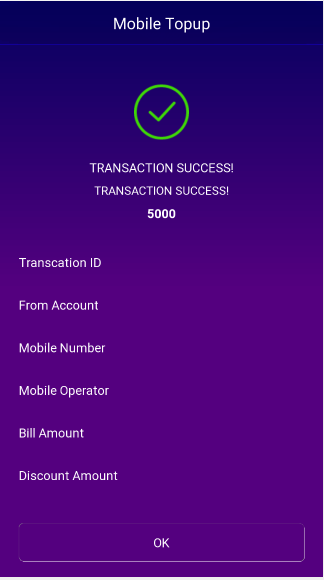 Mobile Topup
TRANSACTION SUCCESS!
TRANSACTION SUCCESS!
5000
Transcation ID
From Account
Mobile Number
Mobile Operator
Bill Amount
Discount Amount
OK